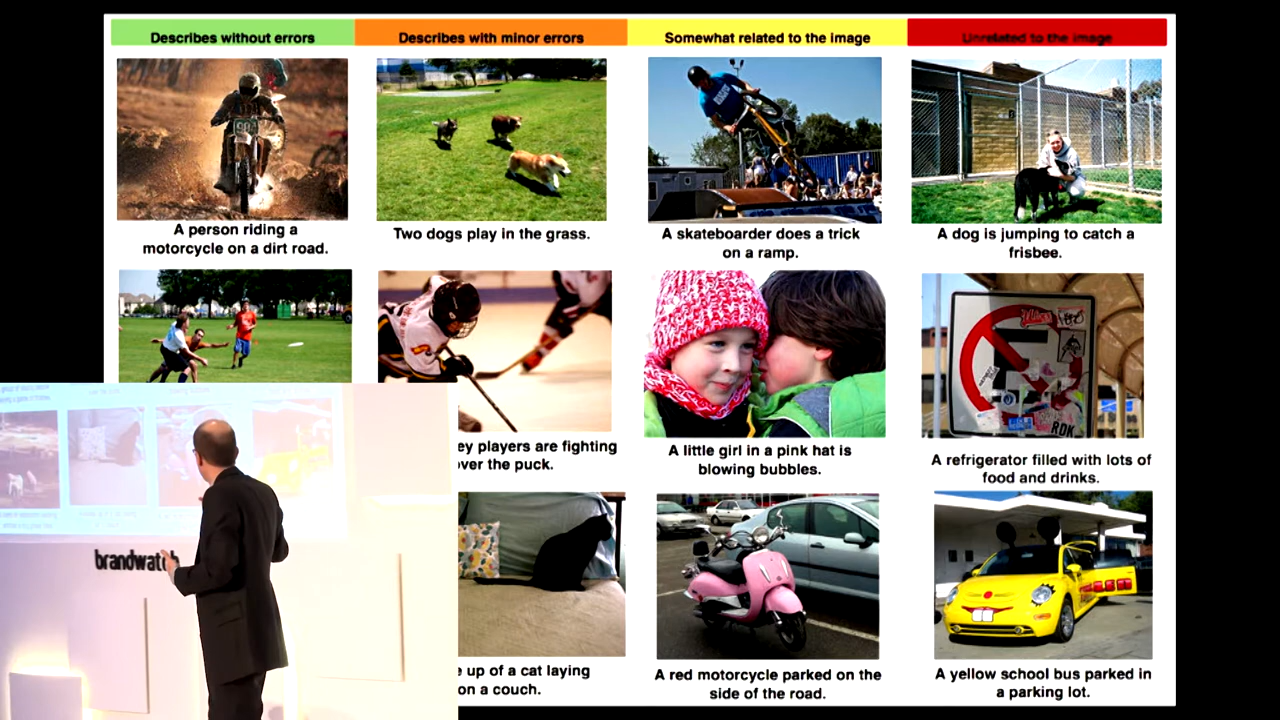 Describes without errors
Describes with minor errors
Somewhat related to the image
Unrelated to the image
A person riding a
motorcycle on a dirt road.
Two dogs play in the grass.
A skateboarder does a trick
on a ramp.
A dog is jumping to catch a
frisbee.
ey players are fighting
over the puck.
A little girl in a pink hat is
blowing bubbles.
A refrigerator filled with lots of
food and drinks.
RDK
brandwatch
e up of a cat laying
on a couch.
A red motorcycle parked on the
side of the road.
A yellow school bus parked in
a parking lot.